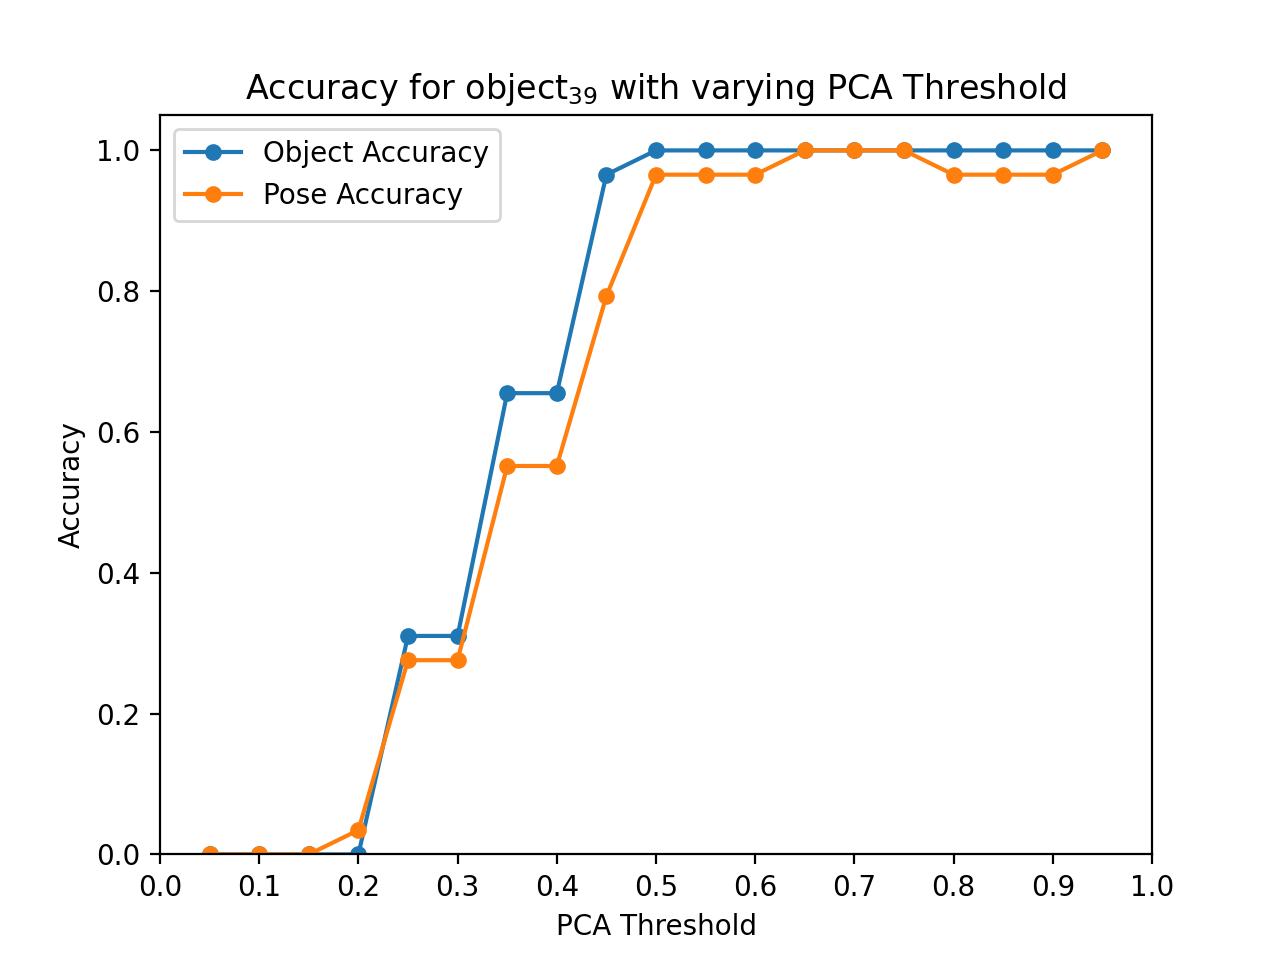 Accuracy for object₃₉ with varying PCA Threshold
Object Accuracy
Pose Accuracy
1.0
0.8
0.6
0.4
0.2
0.0
Accuracy
0.0 0.1 0.2 0.3 0.4 0.5 0.6 0.7 0.8 0.9 1.0
PCA Threshold